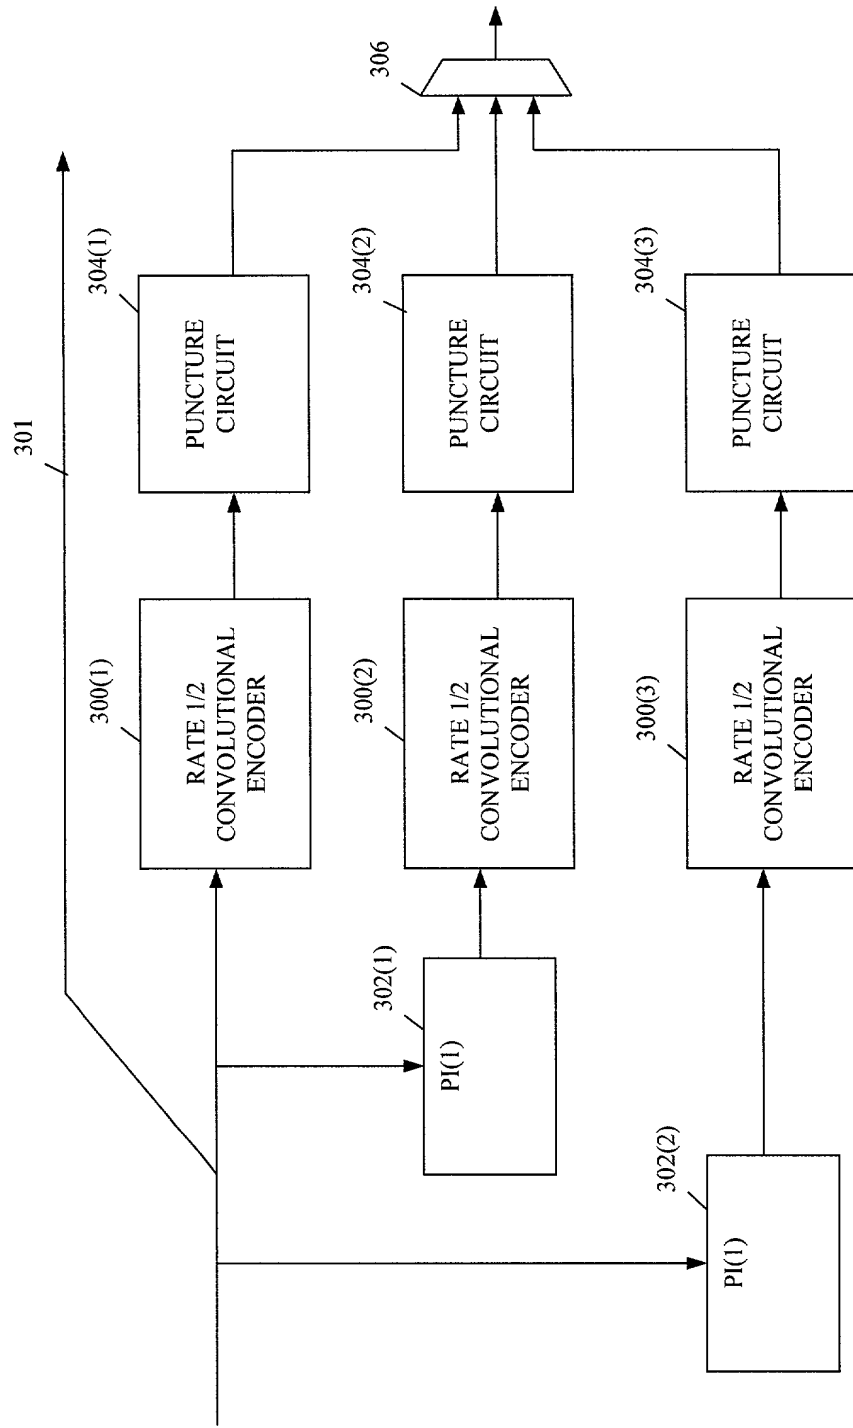 301
306
304(1)
PUNCTURE
CIRCUIT
304(2)
PUNCTURE
CIRCUIT
304(3)
PUNCTURE
CIRCUIT
300(1)
RATE 1/2
CONVOLUTIONAL
ENCODER
300(2)
RATE 1/2
CONVOLUTIONAL
ENCODER
300(3)
RATE 1/2
CONVOLUTIONAL
ENCODER
302(1)
PI(1)
302(2)
PI(1)